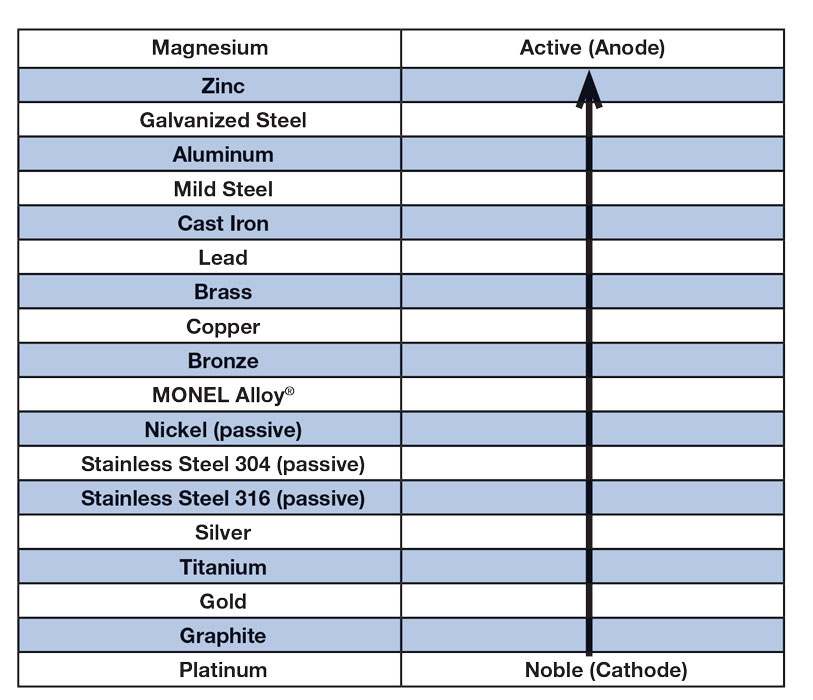 Magnesium Active (Anode)
Zinc
Galvanized Steel
Aluminum
Mild Steel
Cast Iron
Lead
Brass
Copper
Bronze
MONEL Alloy®
Nickel (passive)
Stainless Steel 304 (passive)
Stainless Steel 316 (passive)
Silver
Titanium
Gold
Graphite
Platinum Noble (Cathode)